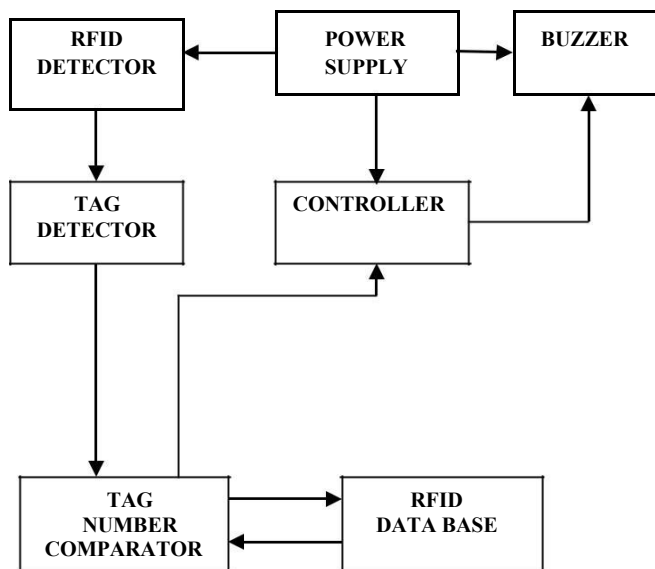 RFID
DETECTOR
POWER
SUPPLY
BUZZER
TAG
DETECTOR
CONTROLLER
TAG
NUMBER
COMPARATOR
RFID
DATA BASE